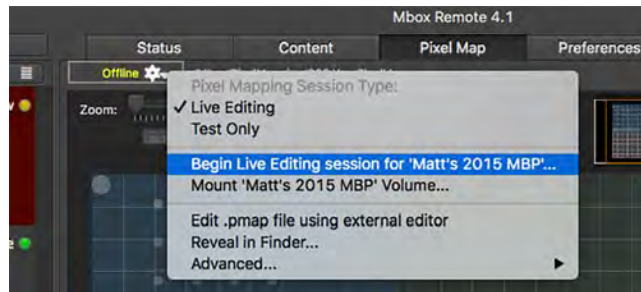 Mbox Remote 4.1
Status Content Pixel Map Preferences
Offline
Pixel Mapping Session Type:
Zoom:
✓ Live Editing
Test Only
Begin Live Editing session for 'Matt's 2015 MBP'...
Mount 'Matt's 2015 MBP' Volume...
Edit .pmap file using external editor
Reveal in Finder...
Advanced...